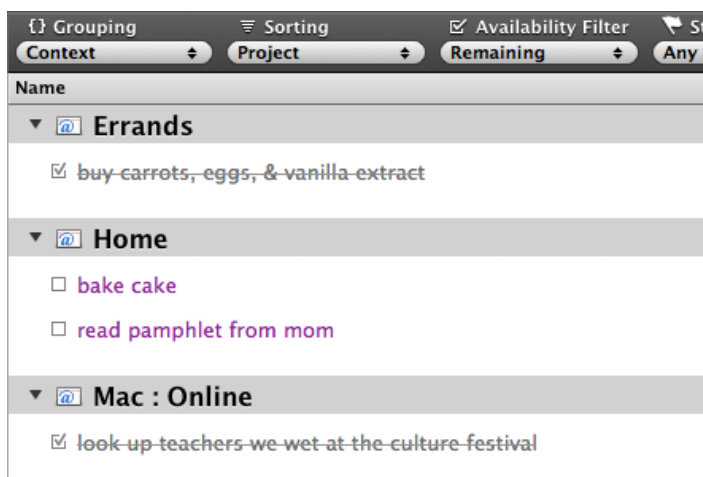 {} Grouping Sorting Availability Filter
Context Project Remaining Any
Name
Errands
buy carrots, eggs, & vanilla extract
Home
bake cake
read pamphlet from mom
Mac : Online
look up teachers we wet at the culture festival